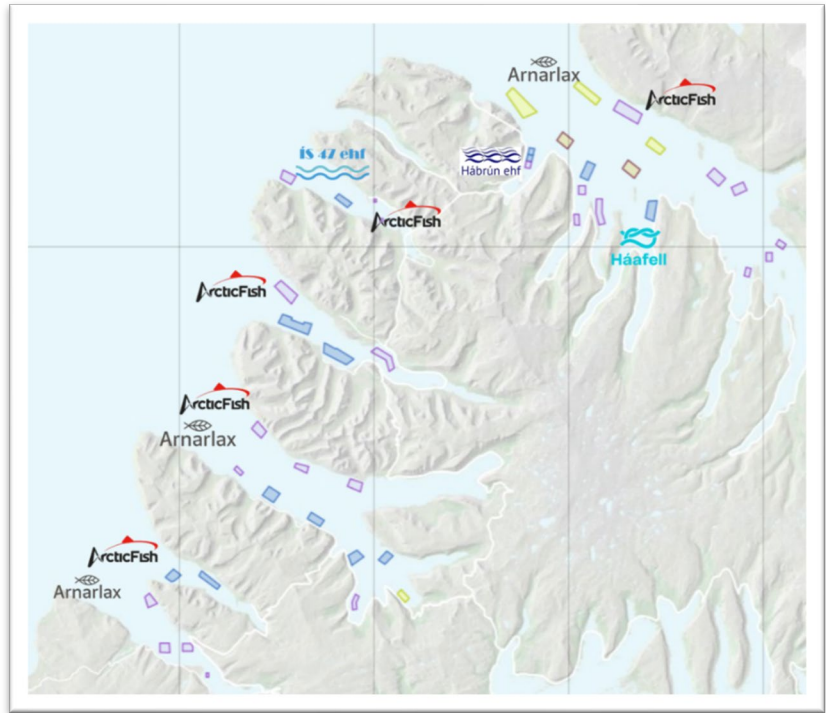 Arnarlax
ArcticFish
ÍS 47 ehf
Hábrún ehf
ArcticFish
Háafell
ArcticFish
ArcticFish
Arnarlax
ArcticFish
Arnarlax